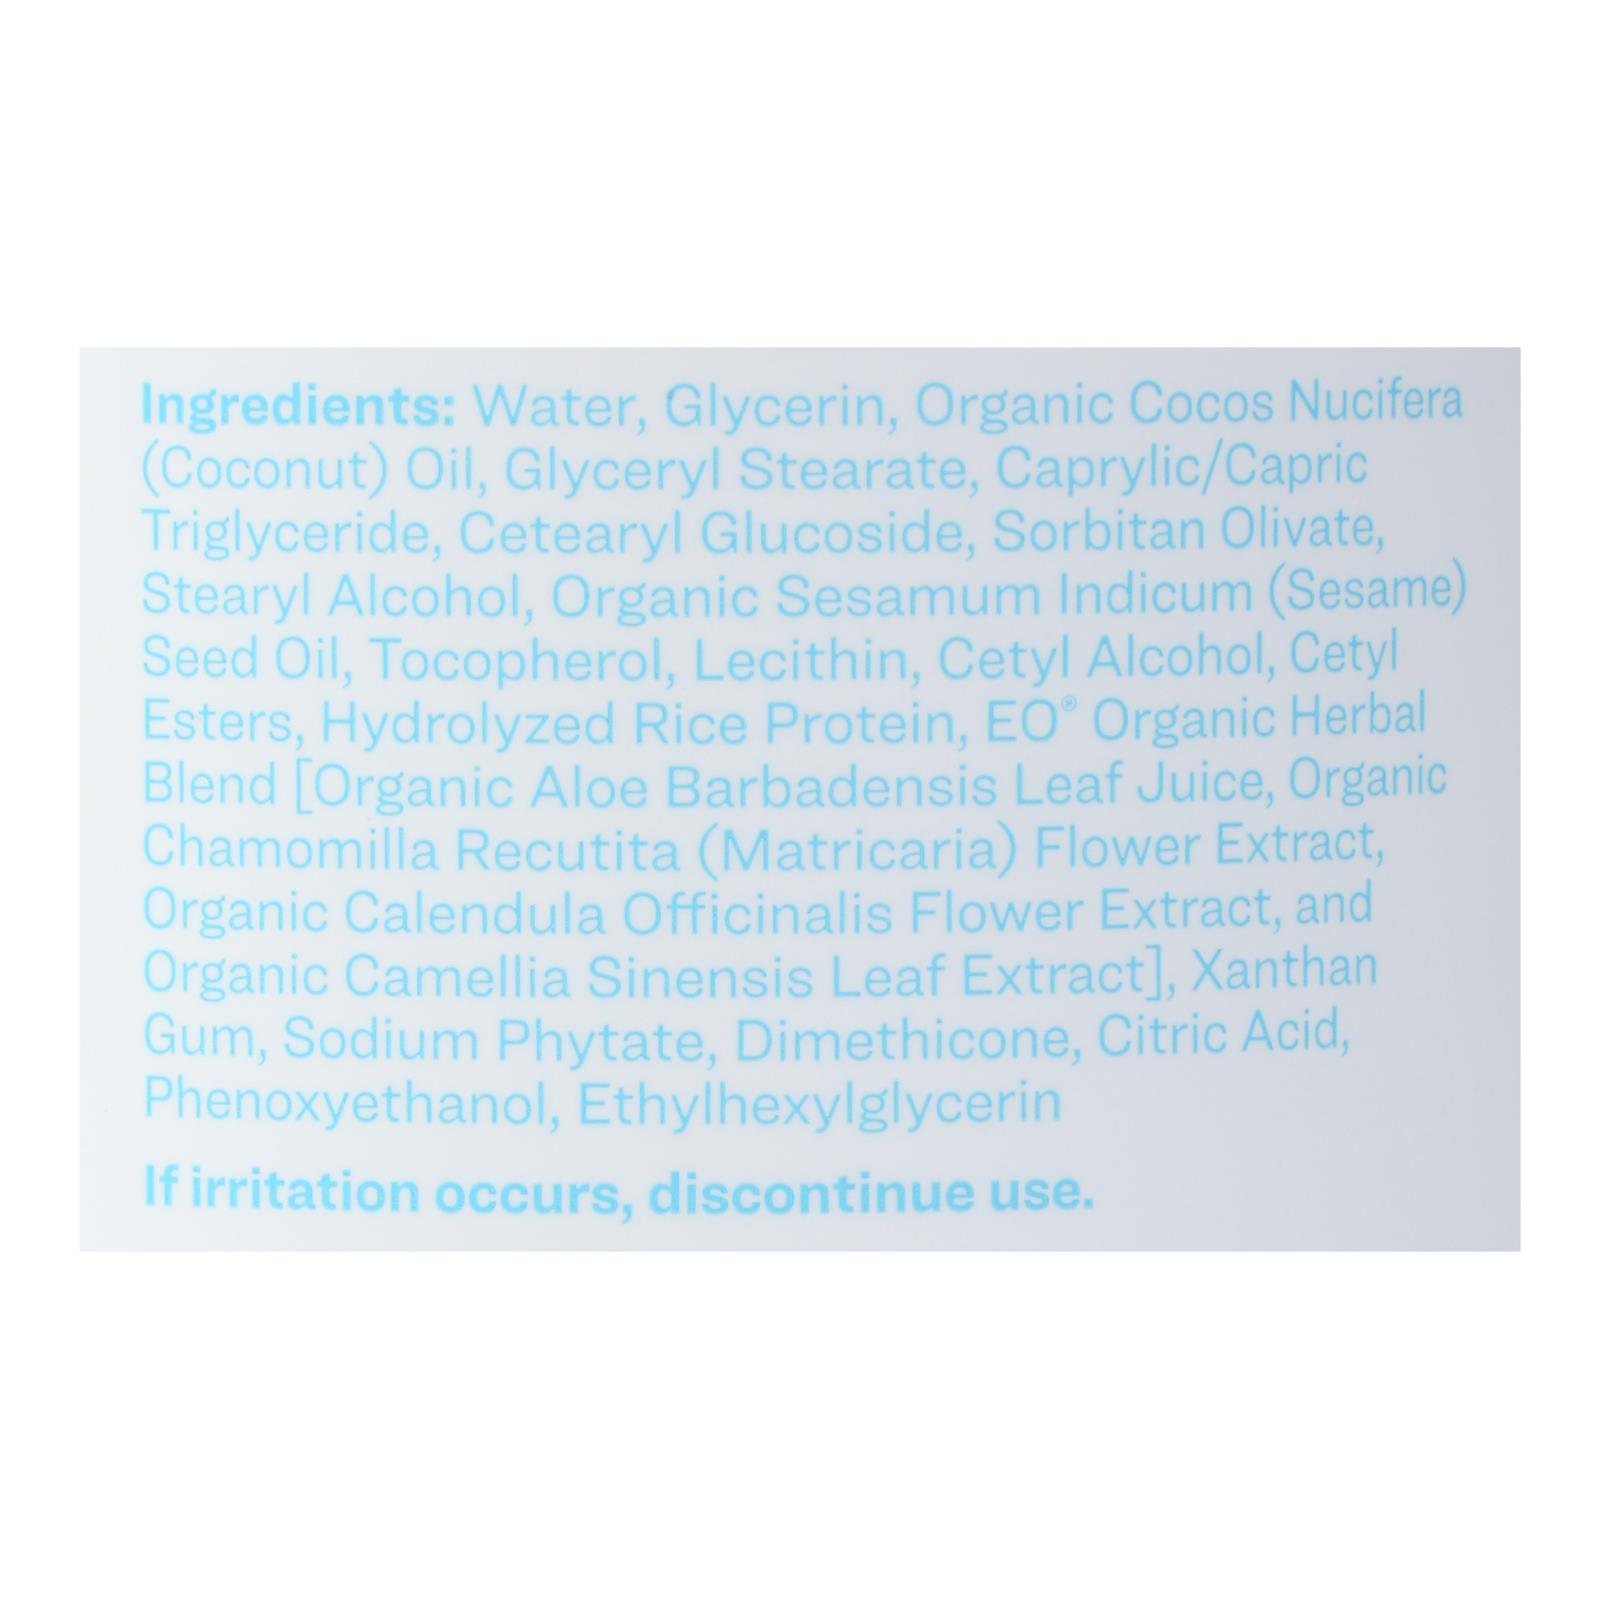 Ingredients: Water, Glycerin, Organic Cocos Nucifera
(Coconut) Oil, Glyceryl Stearate, Caprylic/Capric
Triglyceride, Cetearyl Glucoside, Sorbitan Olivate,
Stearyl Alcohol, Organic Sesamum Indicum (Sesame)
Seed Oil, Tocopherol, Lecithin, Cetyl Alcohol, Cetyl
Esters, Hydrolyzed Rice Protein, EO® Organic Herbal
Blend [Organic Aloe Barbadensis Leaf Juice, Organic
Chamomilla Recutita (Matricaria) Flower Extract,
Organic Calendula Officinalis Flower Extract, and
Organic Camellia Sinensis Leaf Extract], Xanthan
Gum, Sodium Phytate, Dimethicone, Citric Acid,
Phenoxyethanol, Ethylhexylglycerin
If irritation occurs, discontinue use.